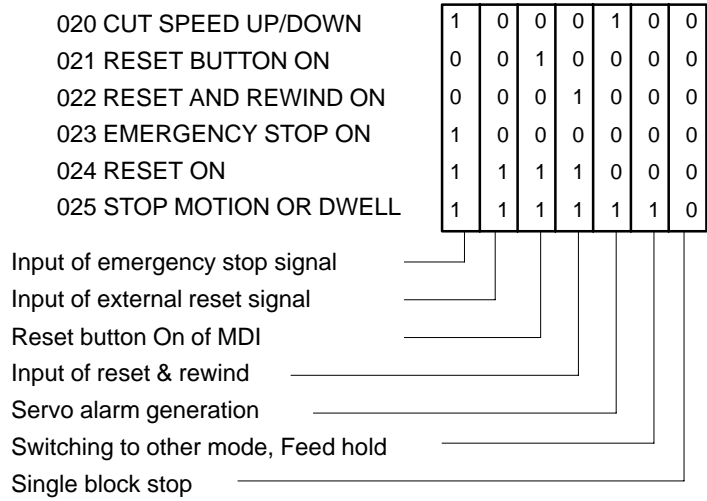 020 CUT SPEED UP/DOWN 1 0 0 0 1 0 0
021 RESET BUTTON ON 0 0 1 0 0 0 0
022 RESET AND REWIND ON 0 0 0 1 0 0 0
023 EMERGENCY STOP ON 1 0 0 0 0 0 0
024 RESET ON 1 1 1 1 0 0 0
025 STOP MOTION OR DWELL 1 1 1 1 1 1 0
Input of emergency stop signal
Input of external reset signal
Reset button On of MDI
Input of reset & rewind
Servo alarm generation
Switching to other mode, Feed hold
Single block stop